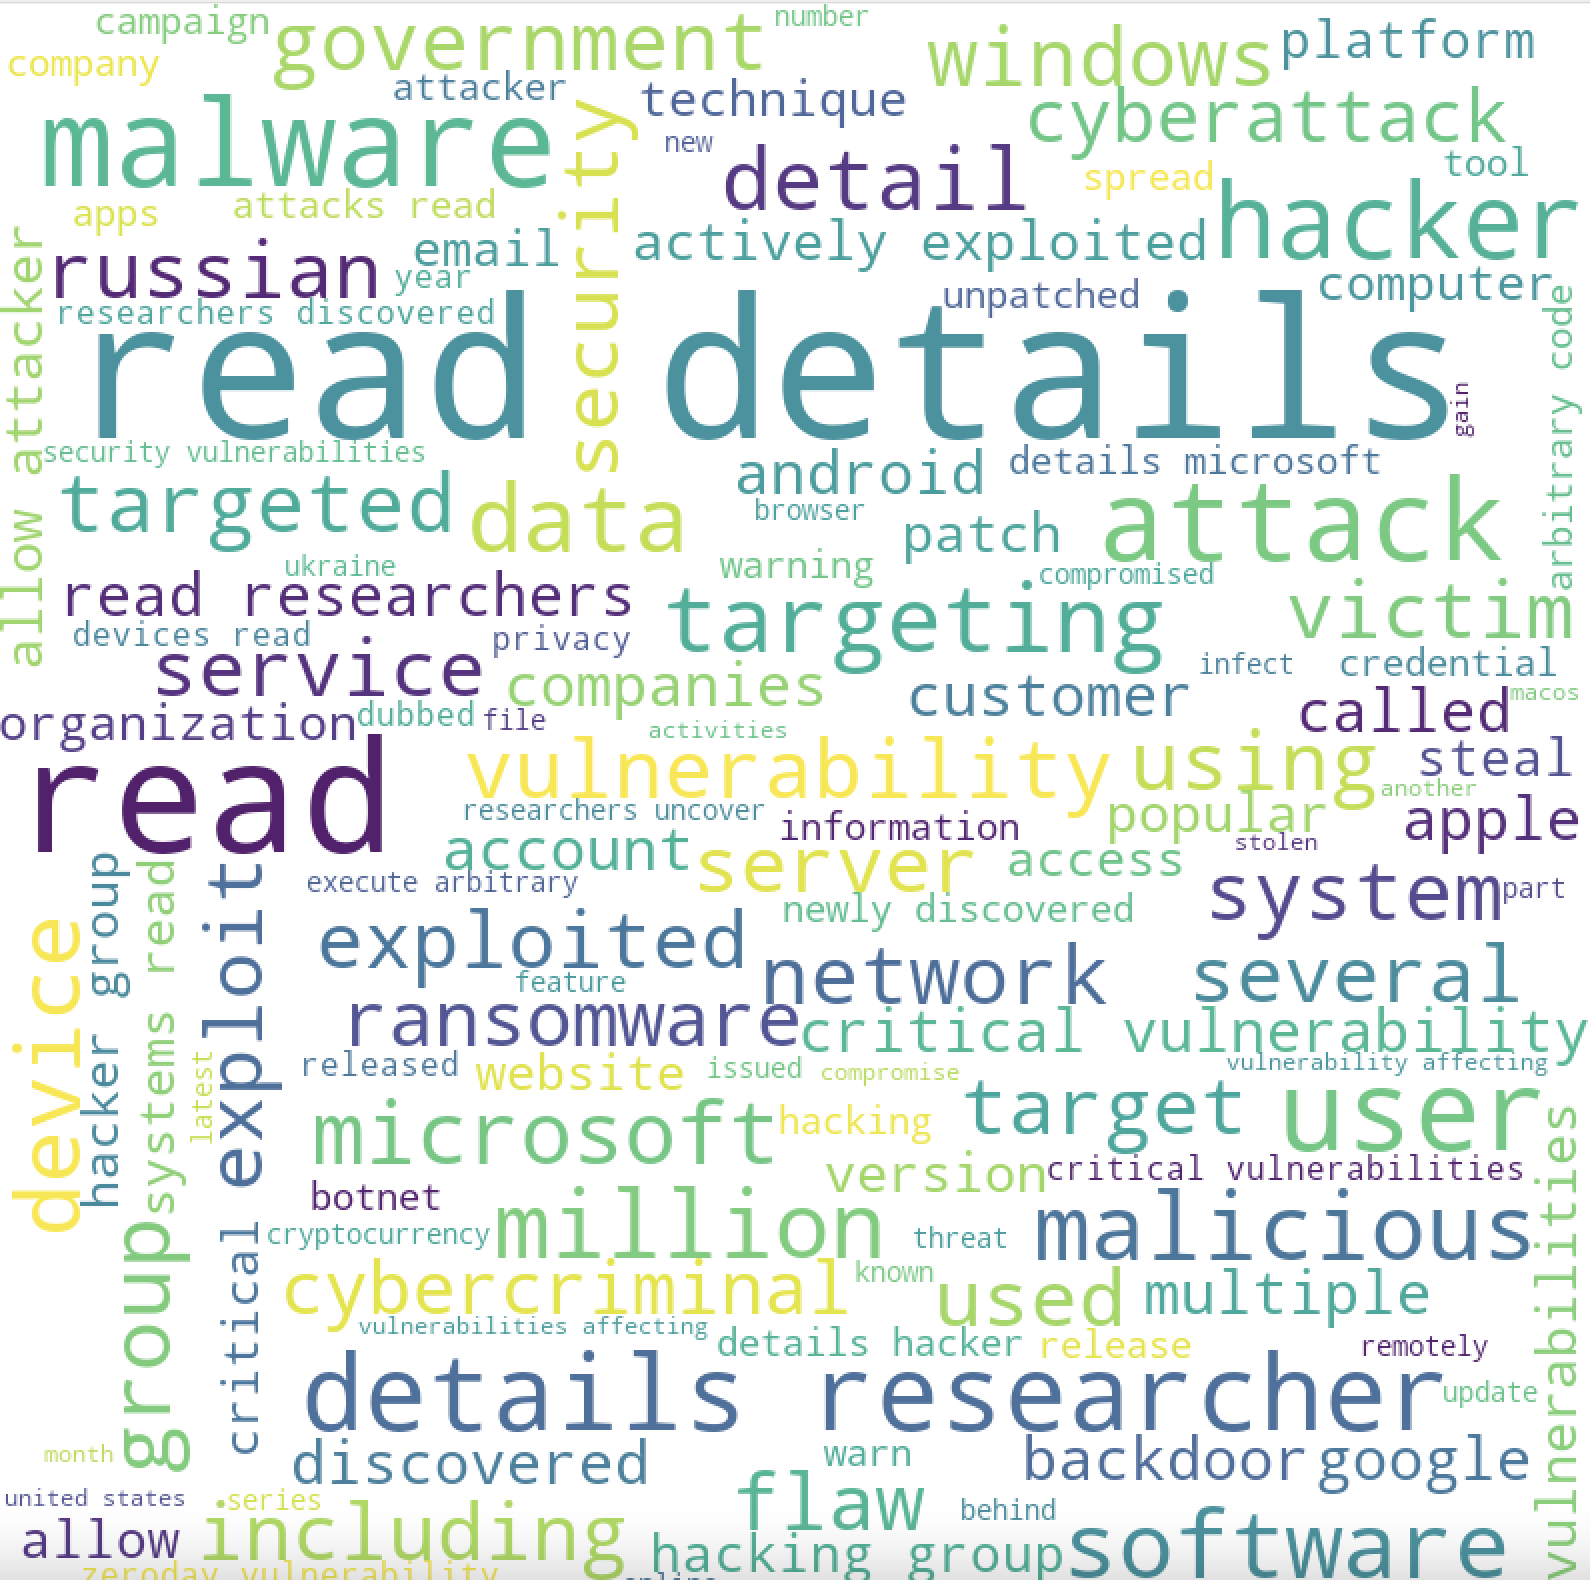 campaign
number
government
windows
platform
company
attacker
technique
cyberattack
malware
security
new
detail
spread
tool
apps
attacks read
hacker
russian
email
year
actively exploited
allow attacker
researchers discovered
unpatched
computer
read details
gain
arbitrary code
security vulnerabilities
android
details microsoft
targeted
data
browser
patch
attack
ukraine
warning
compromised
read researchers
targeting
victim
devices read
privacy
service
companies
infect
credential
customer
called
macos
organization
dubbed
file
activities
read
vulnerability
using
steal
another
researchers uncover
information
popular
apple
account
server
access
stolen
execute arbitrary
system
part
newly discovered
device
hacker group
systems read
exploit
exploited
feature
network
several
ransomware
critical vulnerability
latest
released
website
issued
compromise
vulnerability affecting
microsoft
hacking
target
user
version
critical vulnerabilities
botnet
million
malicious
cryptocurrency
threat
group
critical
cybercriminal
known
used
multiple
vulnerabilities
vulnerabilities affecting
details hacker
release
remotely
details researcher
update
month
discovered
warn
backdoor
google
united states
series
flaw
behind
allow
including
hacking group
software
zeroday vulnerability